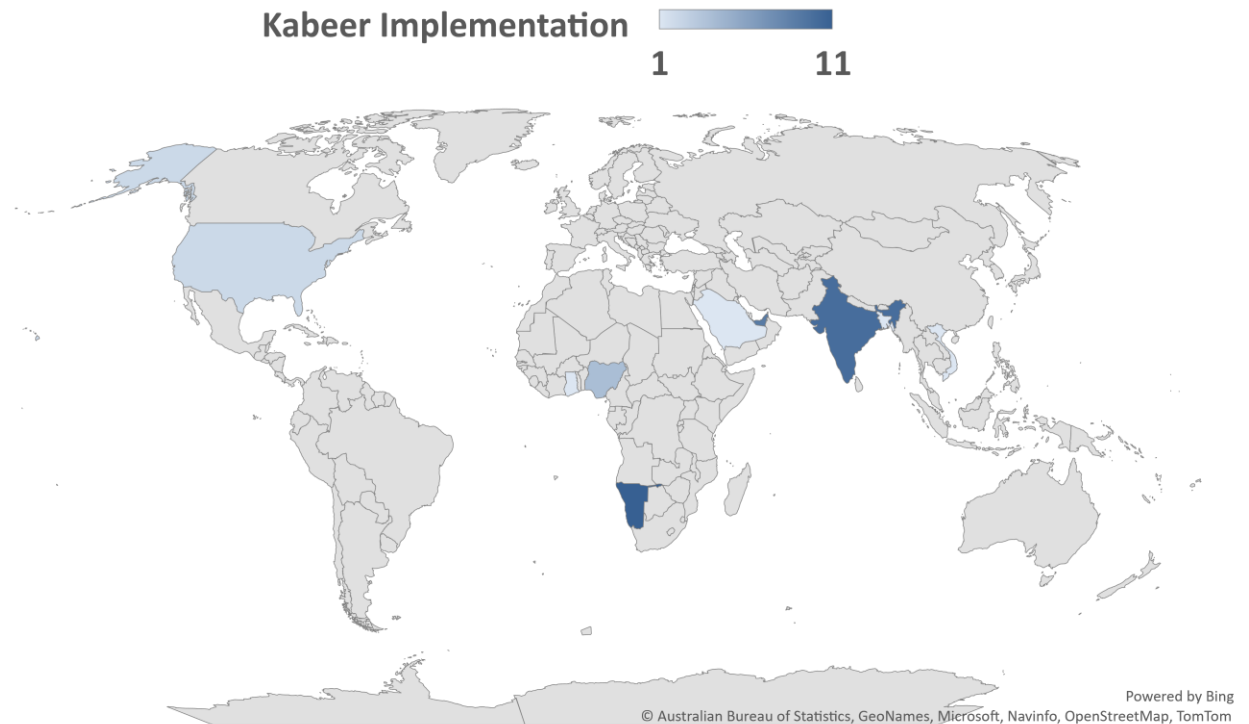 Kabeer Implementation
1 11
Powered by Bing
© Australian Bureau of Statistics, GeoNames, Microsoft, Navinfo, OpenStreetMap, TomTom